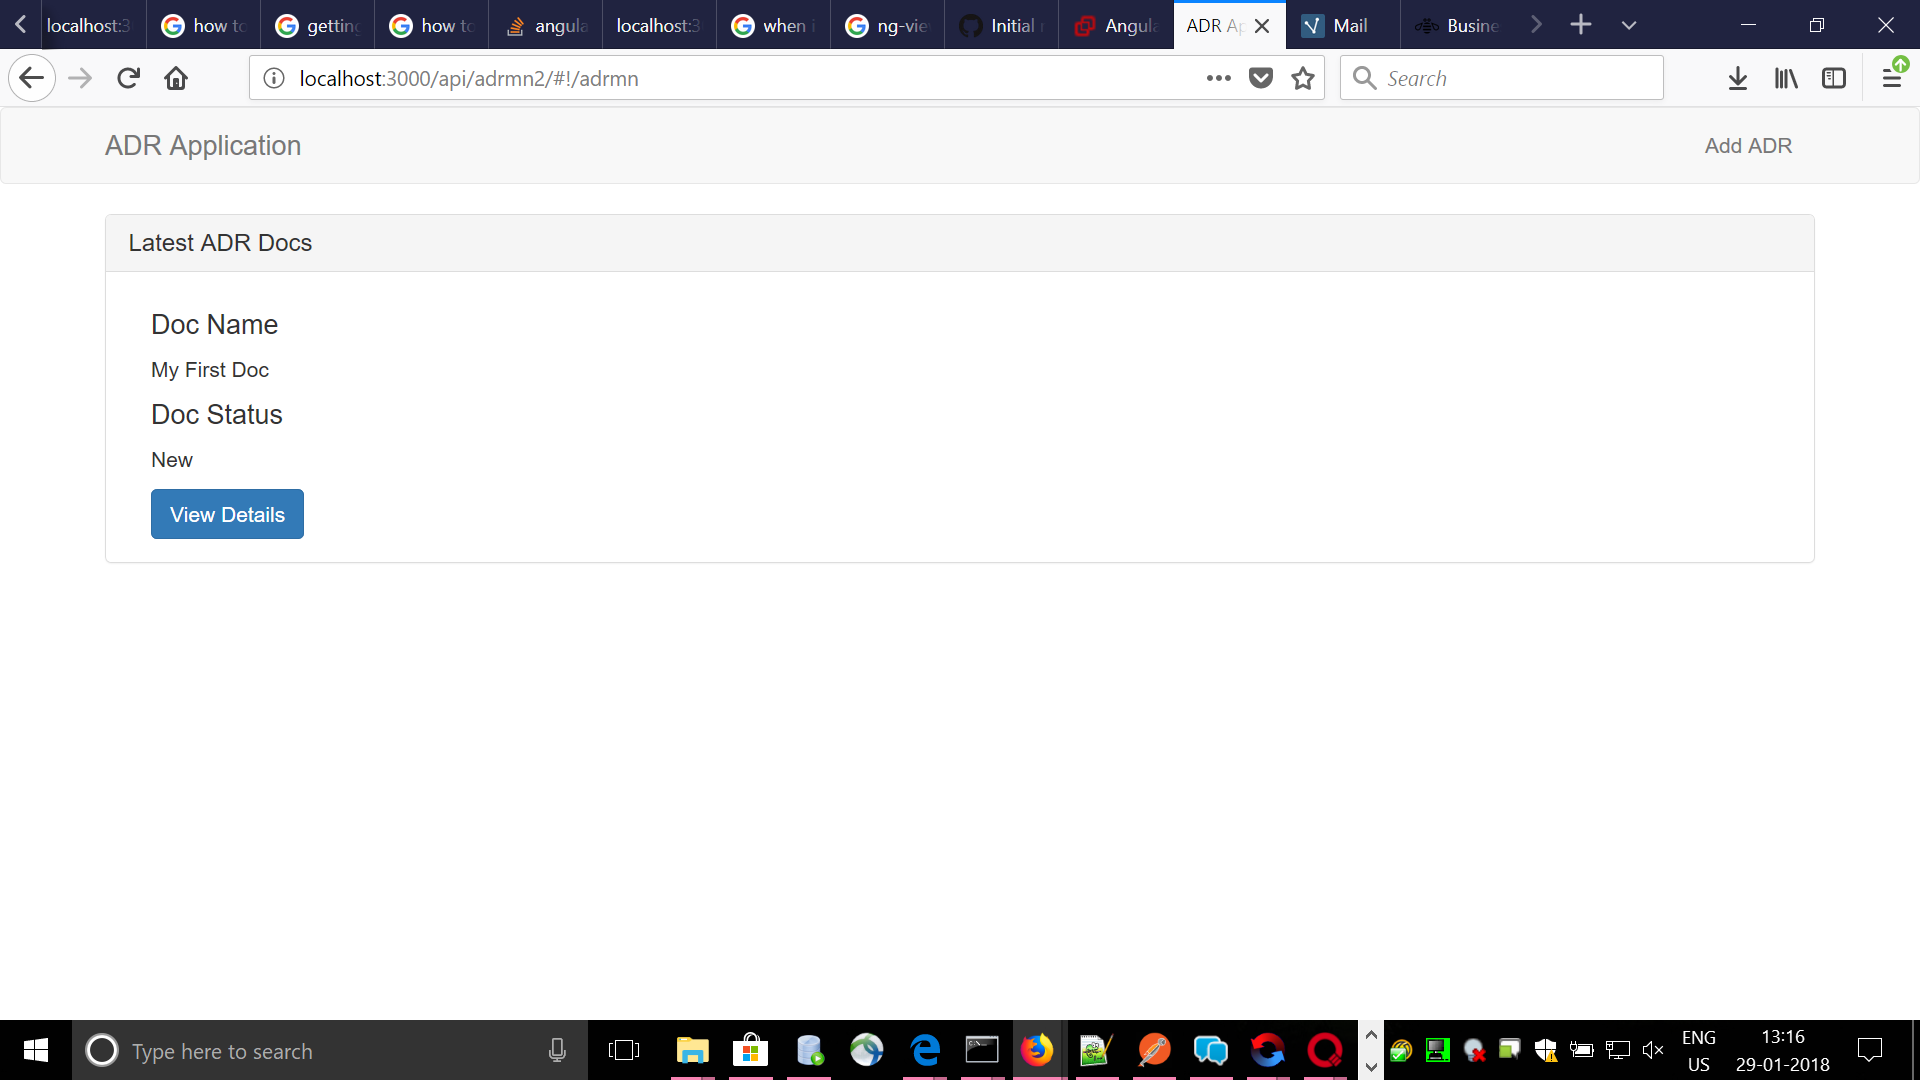 localhost:3
how to
getting
how to
angula
localhost:3
when i
ng-vie
Initial
Angula
ADR Ap
Mail
Busine
localhost:3000/api/adrmn2/#!/adrmn
Search
ADR Application
Add ADR
Latest ADR Docs
Doc Name
My First Doc
Doc Status
New
View Details
Type here to search
ENG
US
13:16
29-01-2018